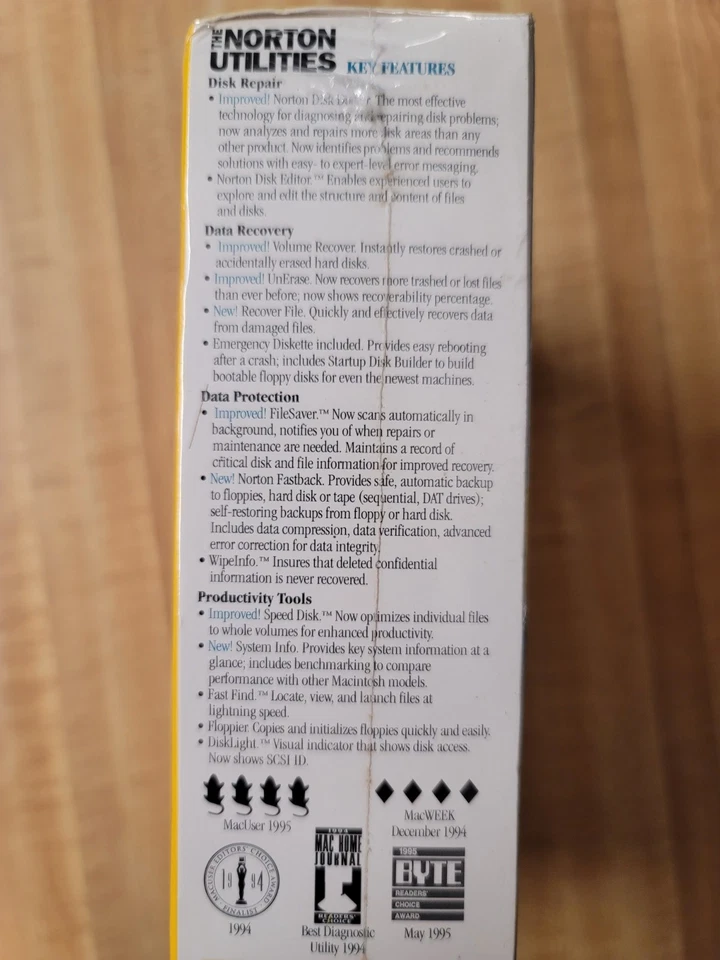 THE NORTON
UTILITIES KEY FEATURES
Disk Repair
• Improved! Norton Disk The most effective
technology for diagnosing and repairing disk problems;
now analyzes and repairs more disk areas than any
other product. Now identifies problems and recommends
solutions with easy- to expert-level error messaging.
• Norton Disk Editor.™ Enables experienced users to
explore and edit the structure and content of files
and disks.
Data Recovery
• Improved! Volume Recover. Instantly restores crashed or
accidentally erased hard disks.
• Improved! UnErase. Now recovers more trashed or lost files
than ever before; now shows recoverability percentage.
• New! Recover File. Quickly and effectively recovers data
from damaged files.
• Emergency Diskette included. Provides easy rebooting
after a crash; includes Startup Disk Builder to build
bootable floppy disks for even the newest machines.
Data Protection
• Improved! FileSaver.™ Now scans automatically in
background, notifies you of when repairs or
maintenance are needed. Maintains a record of
critical disk and file information for improved recovery.
• New! Norton Fastback. Provides safe, automatic backup
to floppies, hard disk or tape (sequential, DAT drives);
self-restoring backups from floppy or hard disk.
Includes data compression, data verification, advanced
error correction for data integrity.
• WipeInfo.™ Insures that deleted confidential
information is never recovered.
Productivity Tools
• Improved! Speed Disk.™ Now optimizes individual files
to whole volumes for enhanced productivity.
• New! System Info. Provides key system information at a
glance; includes benchmarking to compare
performance with other Macintosh models.
• Fast Find.™ Locate, view, and launch files at
lightning speed.
• Floppier. Copies and initializes floppies quickly and easily.
• DiskLight.™ Visual indicator that shows disk access.
Now shows SCSI ID.
MacUser 1995
MacWEEK
December 1994
MACUSER EDITORS' CHOICE AWARD
1994
FINALIST
1994
1994
MAC HOME
JOURNAL
READERS'
CHOICE
Best Diagnostic
Utility 1994
1995
BYTE
READERS'
CHOICE
AWARD
May 1995